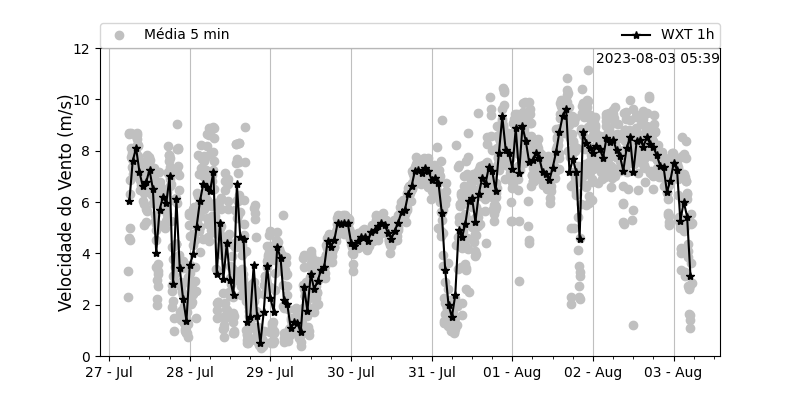 Média 5 min
WXT 1h
2023-08-03 05:39
Velocidade do Vento (m/s)
12
10
8
6
4
2
0
27 - Jul
28 - Jul
29 - Jul
30 - Jul
31 - Jul
01 - Aug
02 - Aug
03 - Aug